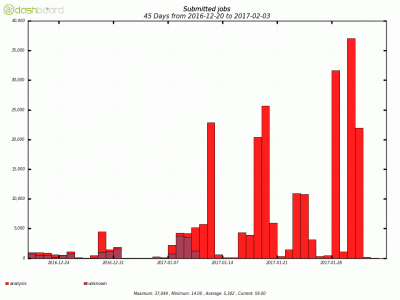 dashboard
Submitted jobs
45 Days from 2016-12-20 to 2017-02-03
40,000
35,000
30,000
25,000
20,000
15,000
10,000
5,000
0
2016-12-24
2016-12-31
2017-01-07
2017-01-14
2017-01-21
2017-01-28
analysis
unknown
Maximum: 37,049 , Minimum: 14.00 , Average: 5,282 , Current: 59.00